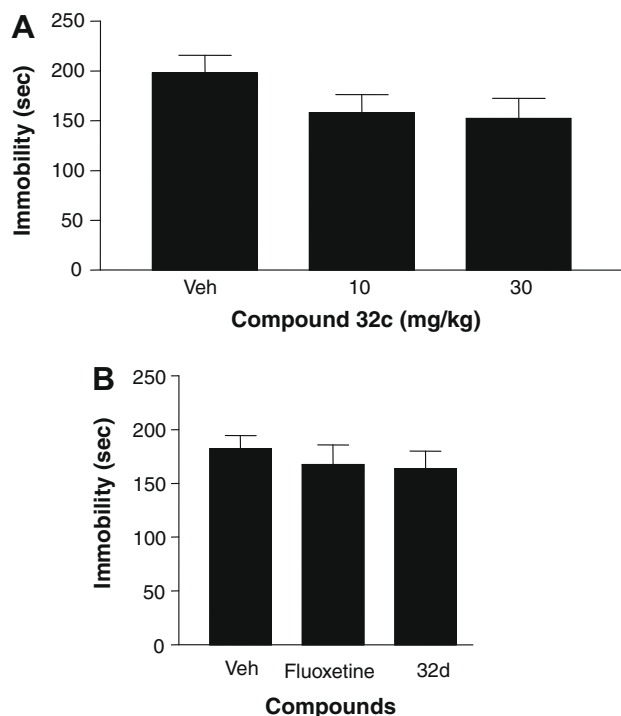 A
Immobility (sec)
250
200
150
100
50
0
Veh 10 30
Compound 32c (mg/kg)
B
Immobility (sec)
250
200
150
100
50
0
Veh Fluoxetine 32d
Compounds